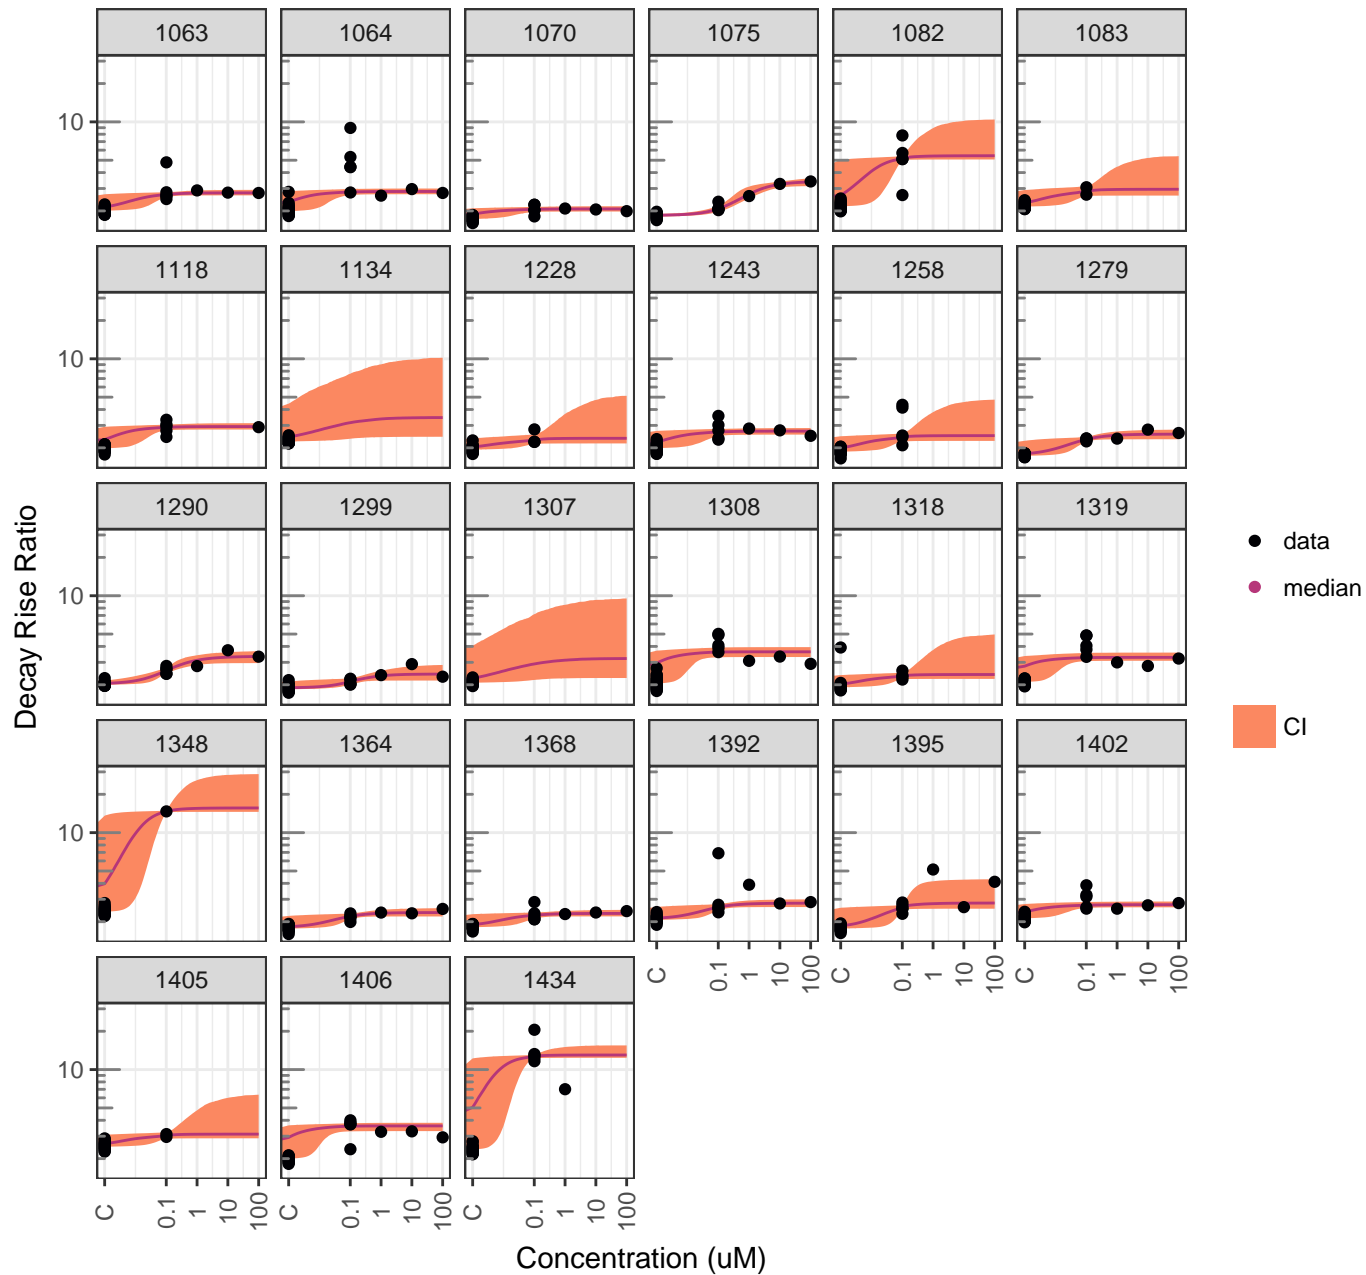 1063 1064 1070 1075 1082 1083
10
1118 1134 1228 1243 1258 1279
10
1290 1299 1307 1308 1318 1319
10
1348 1364 1368 1392 1395 1402
10
C 0.1 1 10 100 C 0.1 1 10 100 C 0.1 1 10 100
1405 1406 1434
10
C 0.1 1 10 100 C 0.1 1 10 100 C 0.1 1 10 100
Concentration (uM)
Decay Rise Ratio
data
median
CI